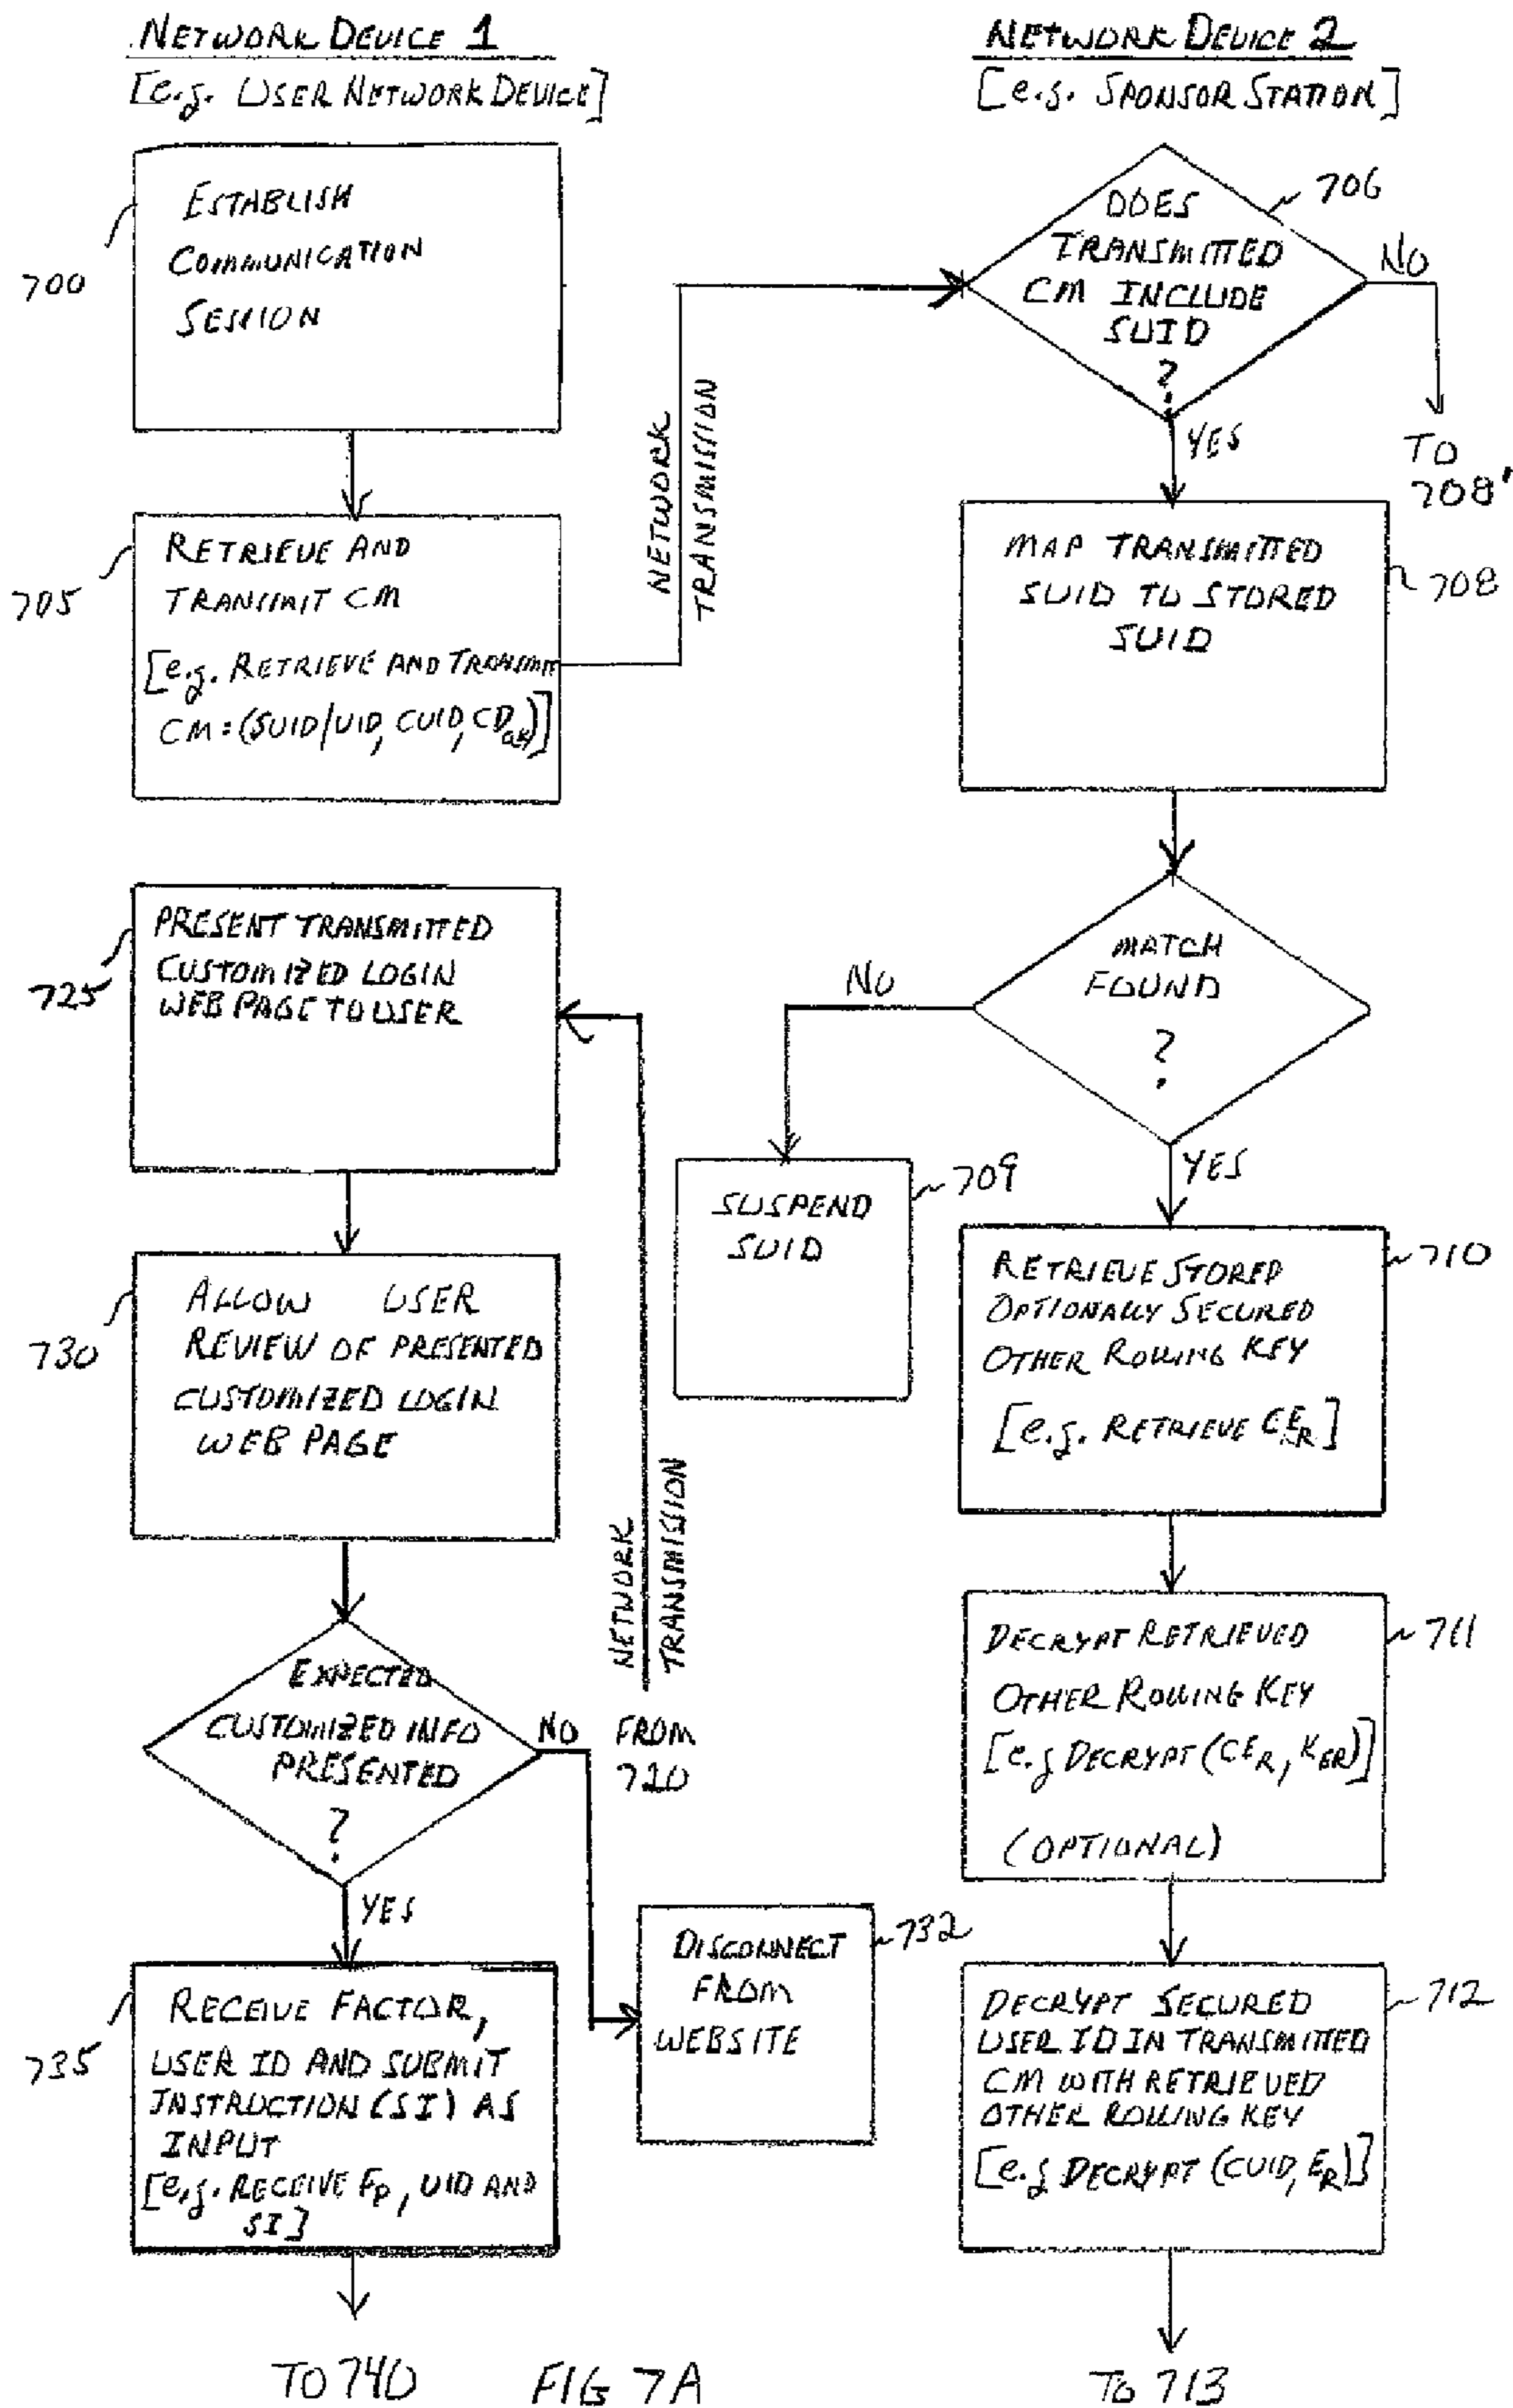 NETWORK DEVICE 1
[e.g. USER NETWORK DEVICE]
700
ESTABLISH
COMMUNICATION
SESSION
705
RETRIEVE AND
TRANSMIT CM
[e.g. RETRIEVE AND TRANSMIT
CM=(SUID/UID, CUID, CD
NETWORK
TRANSMISSION
725
PRESENT TRANSMITTED
CUSTOMIZED LOGIN
WEB PAGE TO USER
730
ALLOW USER
REVIEW OF PRESENTED
CUSTOMIZED LOGIN
WEB PAGE
NETWORK
TRANSMISSION
FROM
720
EXPECTED
CUSTOMIZED INFO
PRESENTED
?
NO
YES
732
DISCONNECT
FROM
WEBSITE
735
RECEIVE FACTOR,
USER ID AND SUBMIT
INSTRUCTION (SI) AS
INPUT
[e.g. RECEIVE Fp, UID AND
SI]
TO 740
NETWORK DEVICE 2
[e.g. SPONSOR STATION]
706
DOES
TRANSMITTED
CM INCLUDE
SUID
?
NO
TO
708'
YES
708
MAP TRANSMITTED
SUID TO STORED
SUID
MATCH
FOUND
?
NO
YES
709
SUSPEND
SUID
710
RETRIEVE STORED
OPTIONALLY SECURED
OTHER ROLLING KEY
[e.g. RETRIEVE CER]
711
DECRYPT RETRIEVED
OTHER ROLLING KEY
[e.g DECRYPT (CER, KER)]
(OPTIONAL)
712
DECRYPT SECURED
USER ID IN TRANSMITTED
CM WITH RETRIEVED
OTHER ROLLING KEY
[e.g DECRYPT (CUID, ER)]
TO 713
FIG 7A